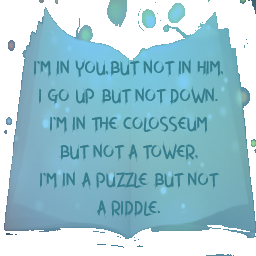 I'M IN YOU,BUT NOT IN HIM,
I GO UP BUT NOT DOWN.
I'M IN THE COLOSSEUM
BUT NOT A TOWER.
I'M IN A PUZZLE BUT NOT
A RIDDLE.